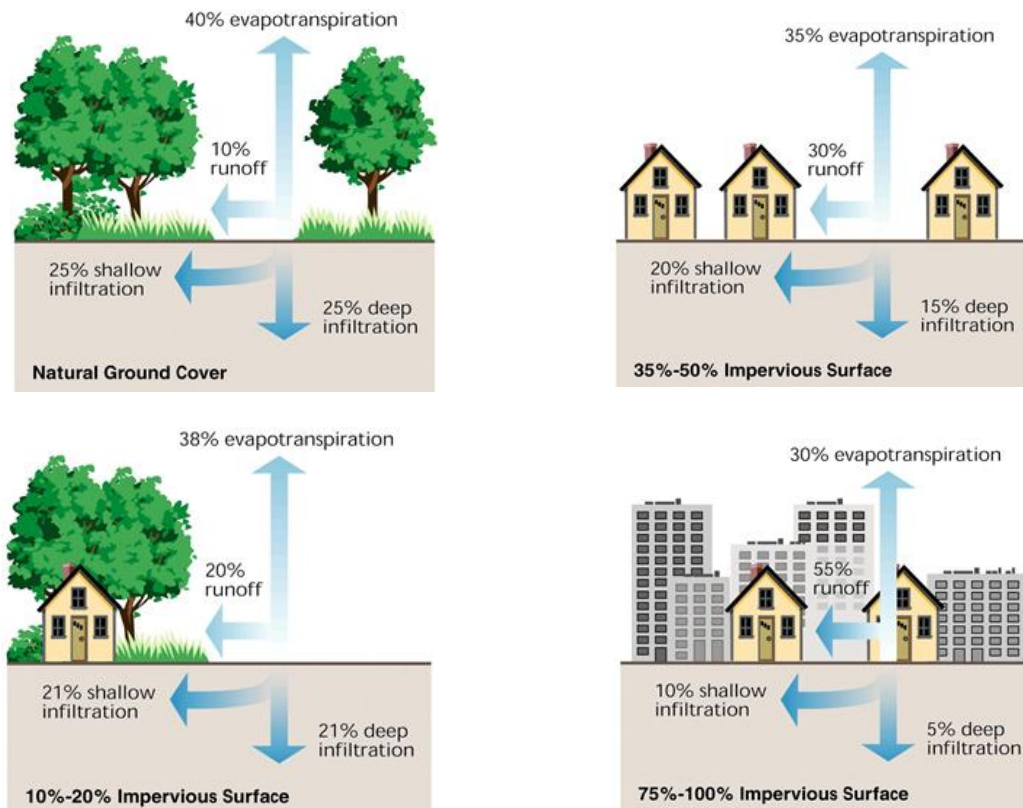 40% evapotranspiration
10%
runoff
25% shallow
infiltration
25% deep
infiltration
Natural Ground Cover
35% evapotranspiration
30%
runoff
20% shallow
infiltration
15% deep
infiltration
35%-50% Impervious Surface
38% evapotranspiration
20%
runoff
21% shallow
infiltration
21% deep
infiltration
10%-20% Impervious Surface
30% evapotranspiration
55%
runoff
10% shallow
infiltration
5% deep
infiltration
75%-100% Impervious Surface